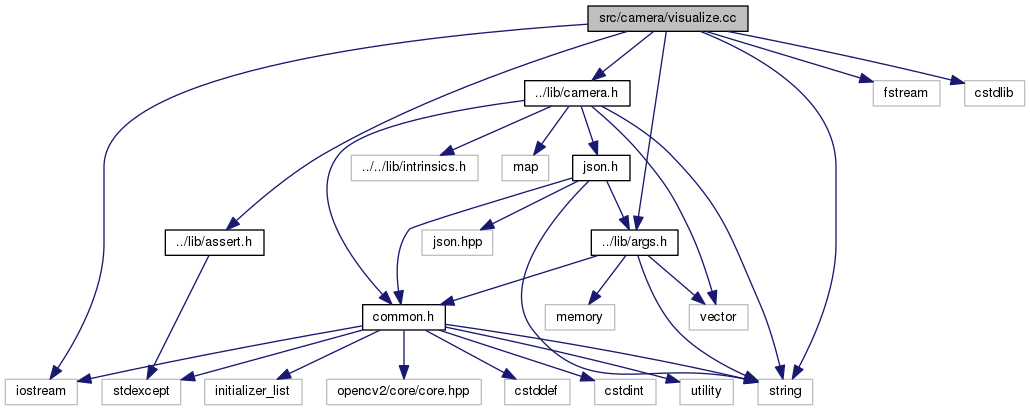 src/camera/visualize.cc
../lib/camera.h
fstream
cstdlib
../../lib/intrinsics.h
map
json.h
../lib/assert.h
json.hpp
../lib/args.h
common.h
memory
vector
iostream
stdexcept
initializer_list
opencv2/core/core.hpp
cstddef
cstdint
utility
string